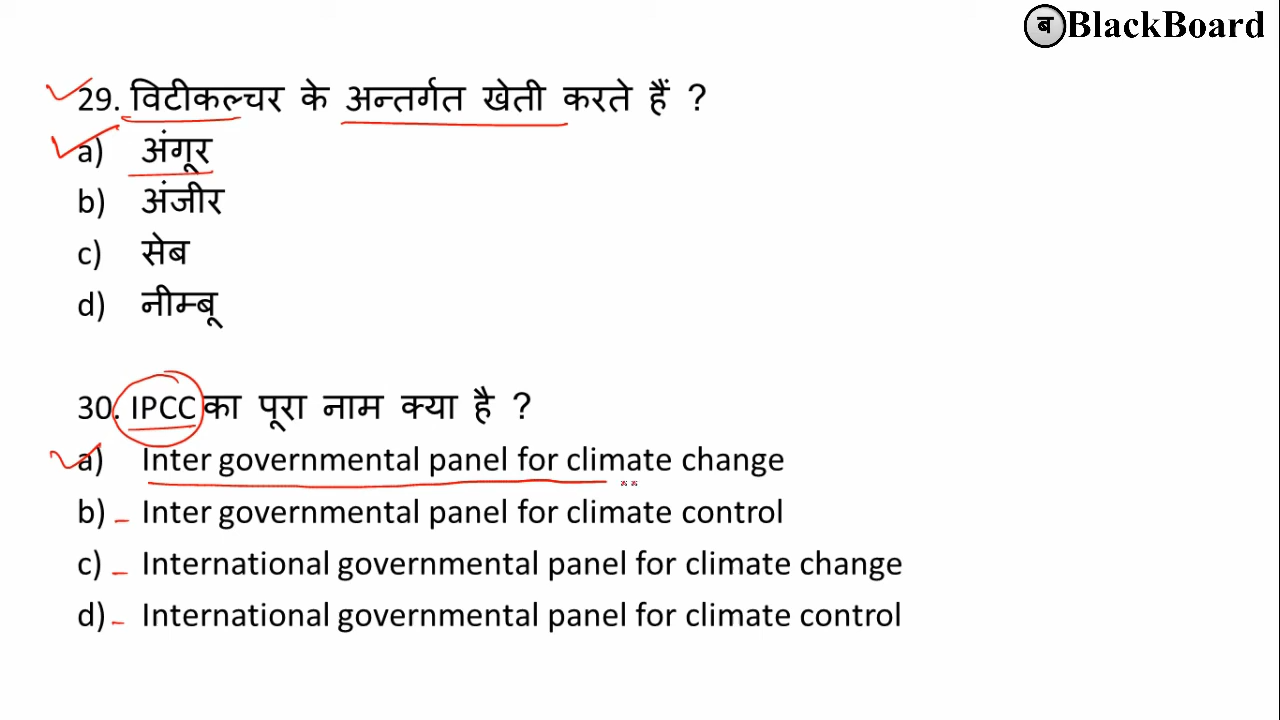 ब BlackBoard
29. विटीकल्चर के अन्तर्गत खेती करते हैं ?
a) अंगूर
b) अंजीर
c) सेब
d) नीम्बू
30. IPCC का पूरा नाम क्या है ?
a) Inter governmental panel for climate change
b) Inter governmental panel for climate control
c) International governmental panel for climate change
d) International governmental panel for climate control